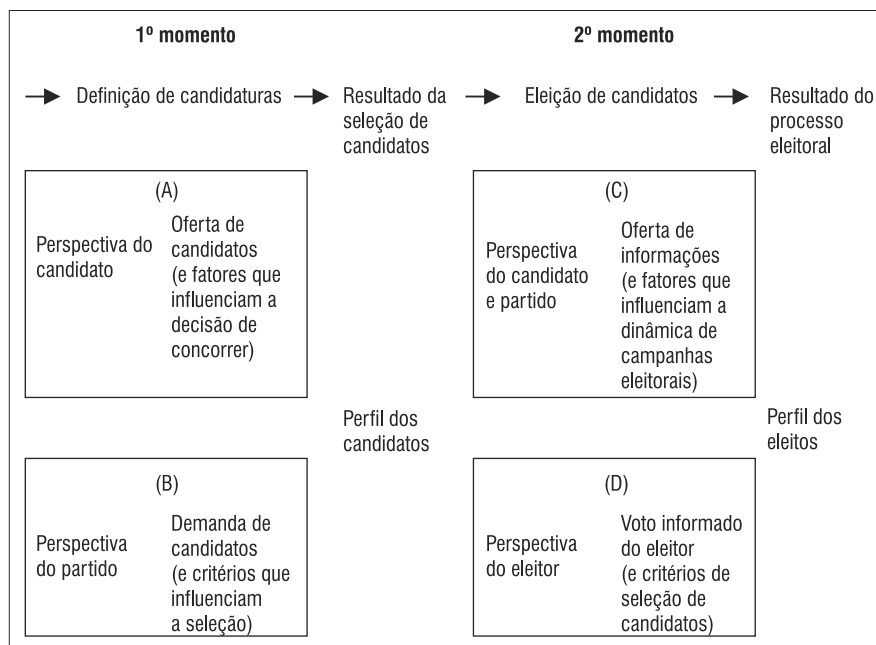 1º momento
2º momento
Definição de candidaturas
Resultado da
seleção de
candidatos
Eleição de candidatos
Resultado do
processo
eleitoral
(A)
Perspectiva do
candidato
Oferta de
candidatos
(e fatores que
influenciam a
decisão de
concorrer)
(C)
Perspectiva
do candidato
e partido
Oferta de
informações
(e fatores que
influenciam a
dinâmica de
campanhas
eleitorais)
Perfil dos
candidatos
Perfil dos
eleitos
(B)
Perspectiva
do partido
Demanda de
candidatos
(e critérios que
influenciam
a seleção)
(D)
Perspectiva
do eleitor
Voto informado
do eleitor
(e critérios de
seleção de
candidatos)